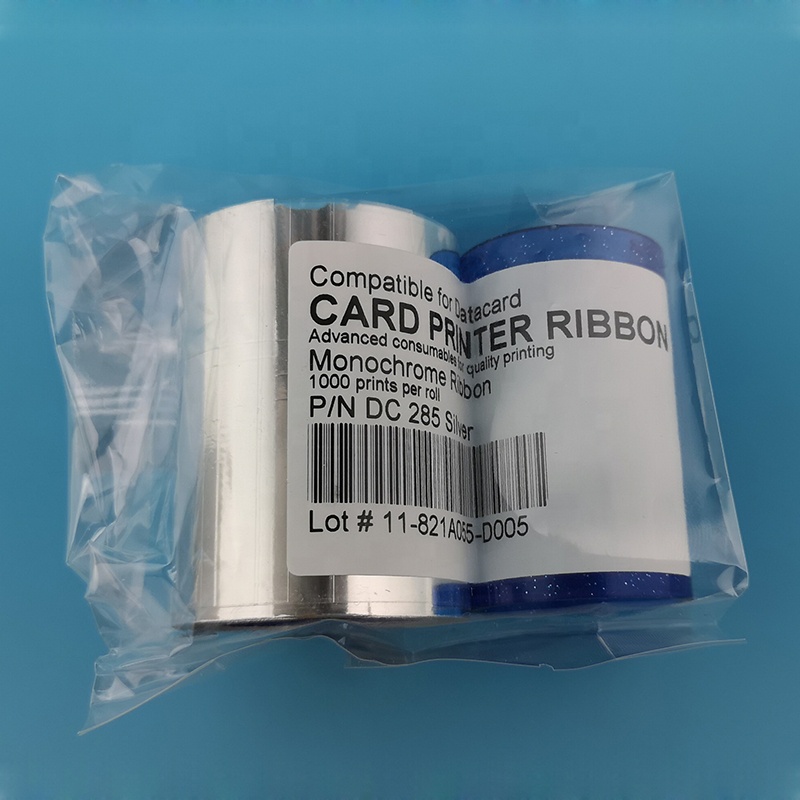 Compatible for Datacard
CARD PRINTER RIBBON
Advanced consumables for quality printing
Monochrome Ribbon
1000 prints per roll
P/N DC 285 Silver
Lot # 11-821A055-D005